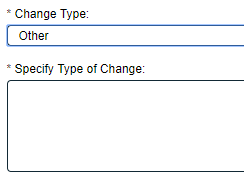 * Change Type:
Other
* Specify Type of Change: